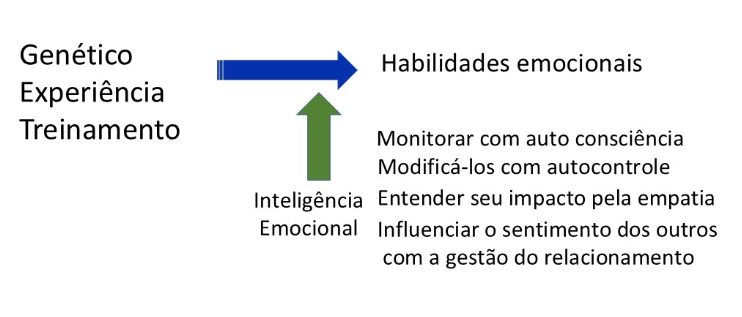 Genético
Experiência
Treinamento
Habilidades emocionais
Inteligência
Emocional
Monitorar com auto consciência
Modificá-los com autocontrole
Entender seu impacto pela empatia
Influenciar o sentimento dos outros
com a gestão do relacionamento